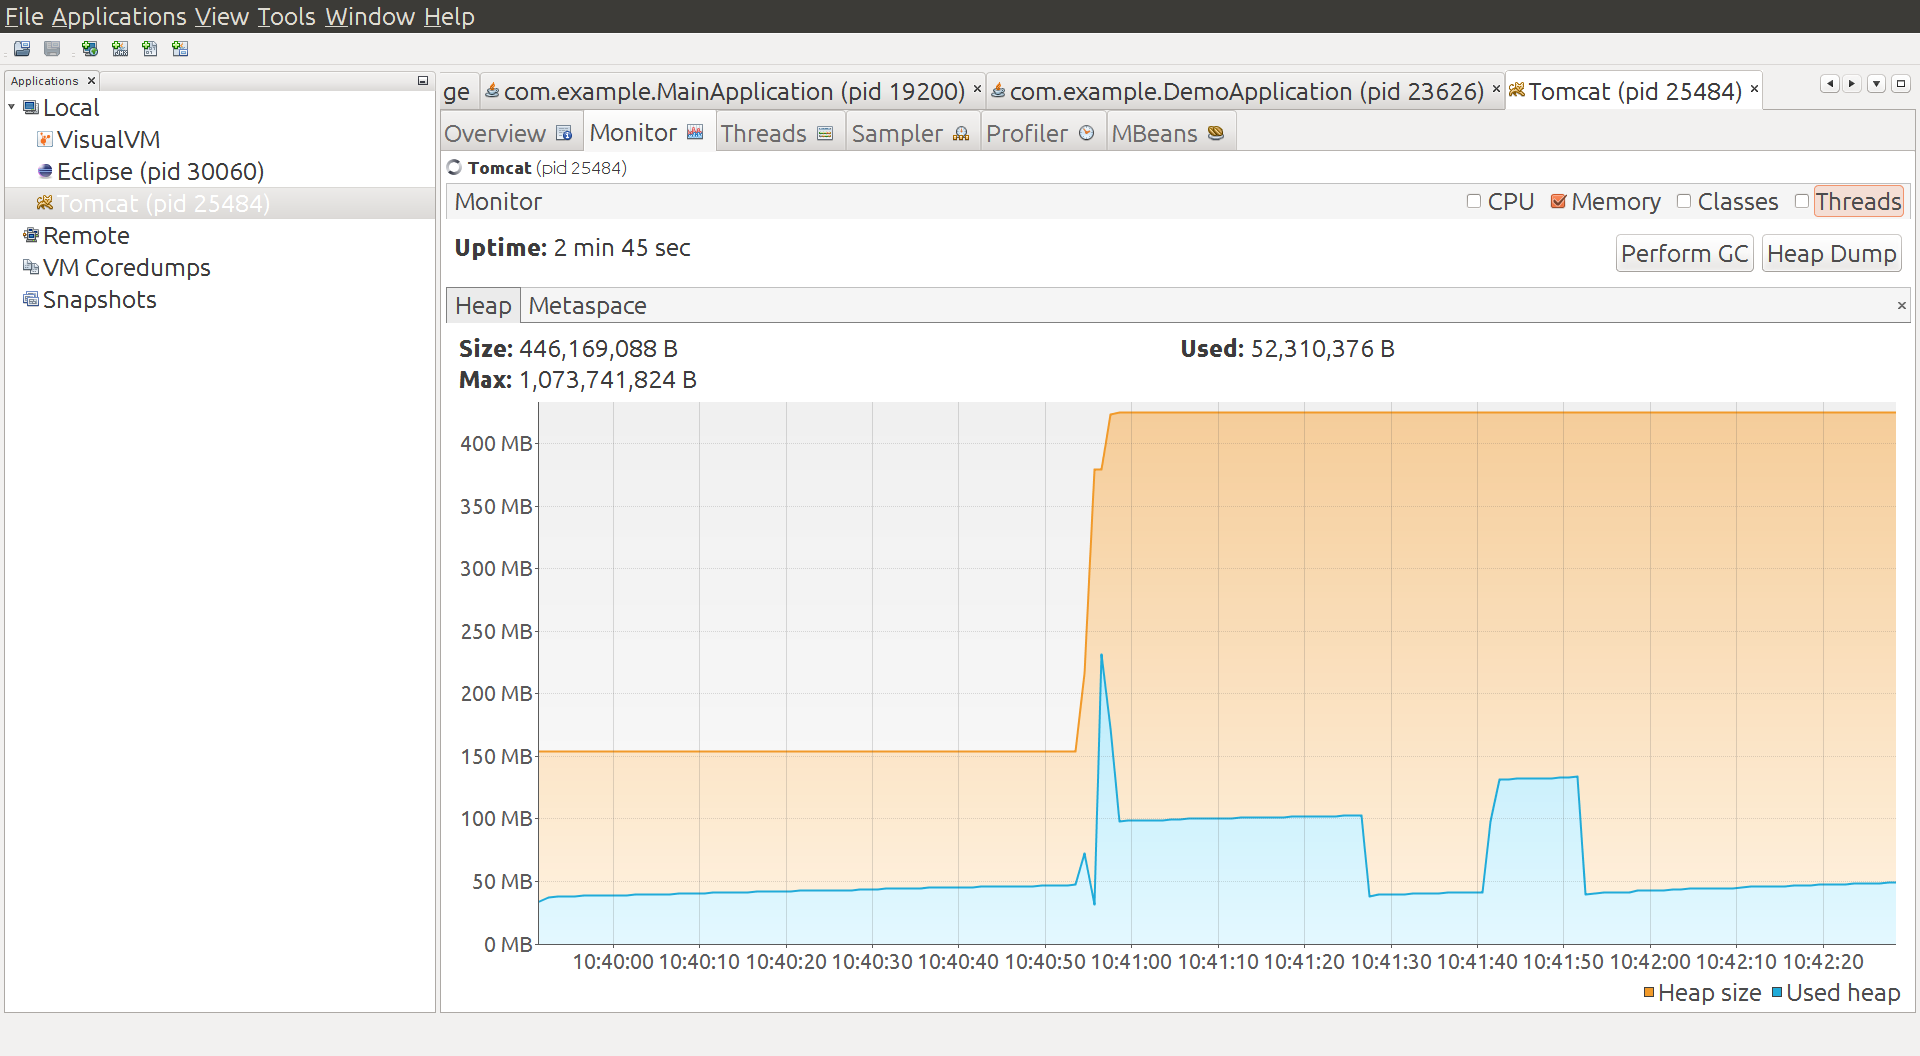 File Applications View Tools Window Help
Applications
Local
VisualVM
Eclipse (pid 30060)
Tomcat (pid 25484)
Remote
VM Coredumps
Snapshots
ge com.example.MainApplication (pid 19200) com.example.DemoApplication (pid 23626) Tomcat (pid 25484)
Overview Monitor Threads Sampler Profiler MBeans
Tomcat (pid 25484)
Monitor CPU Memory Classes Threads
Uptime: 2 min 45 sec Perform GC Heap Dump
Heap Metaspace
Size: 446,169,088 B Used: 52,310,376 B
Max: 1,073,741,824 B
400 MB
350 MB
300 MB
250 MB
200 MB
150 MB
100 MB
50 MB
0 MB
10:40:00 10:40:10 10:40:20 10:40:30 10:40:40 10:40:50 10:41:00 10:41:10 10:41:20 10:41:30 10:41:40 10:41:50 10:42:00 10:42:10 10:42:20
Heap size Used heap